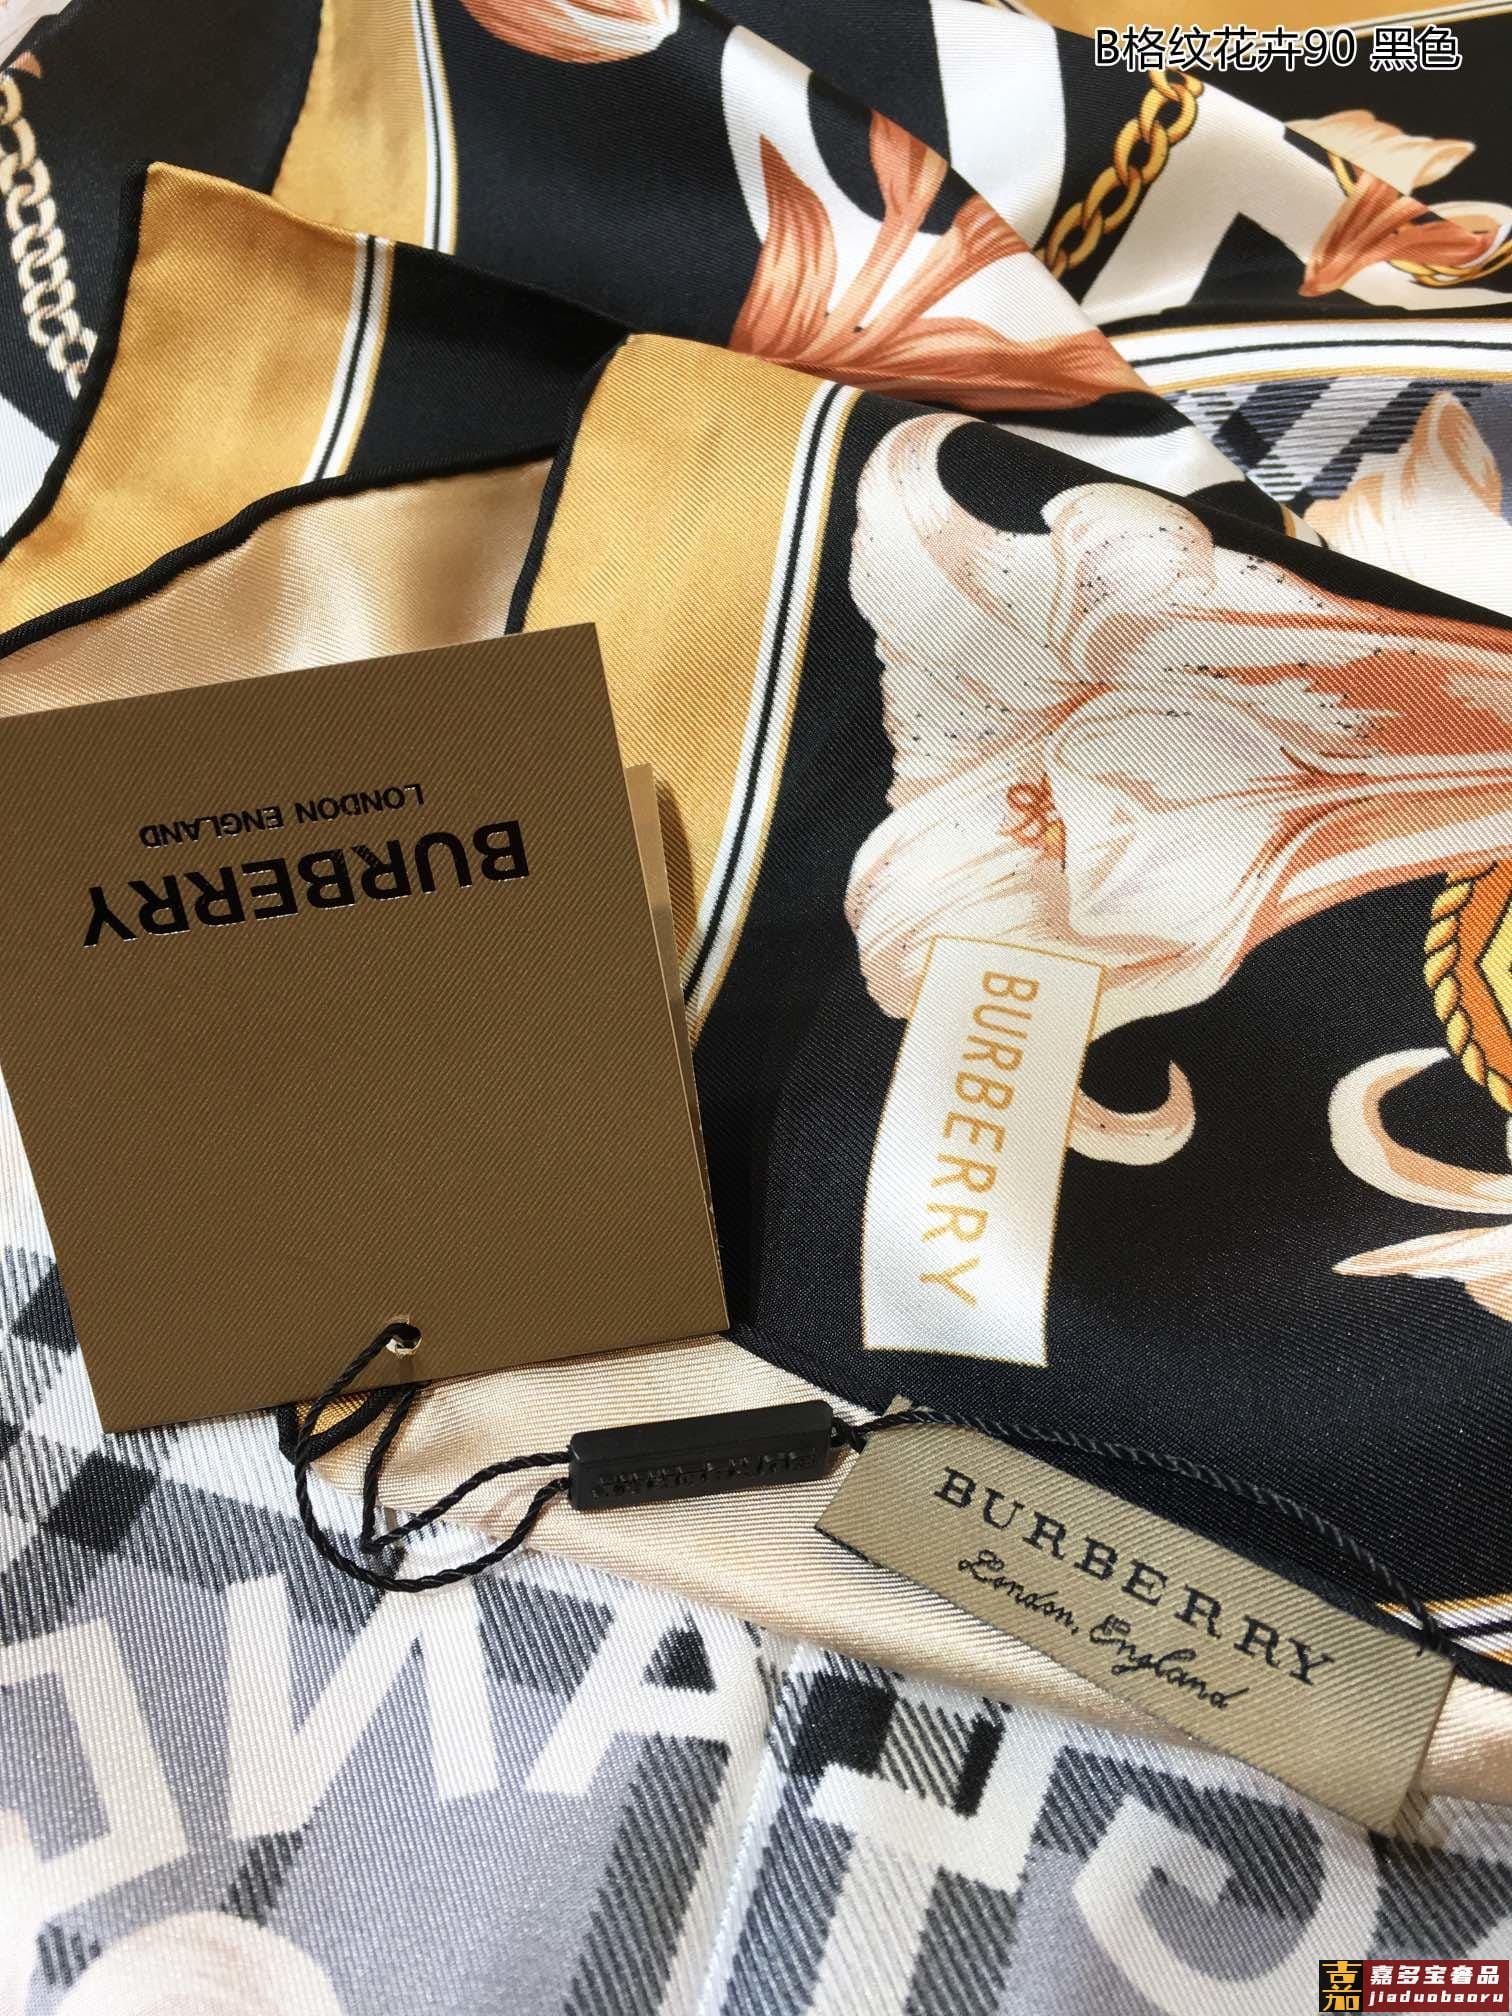 B格纹花卉90 黑色
BURBERRY
LONDON ENGLAND
BURBERRY
BURBERRY
London, England
嘉多宝奢品
jiaduobaoru